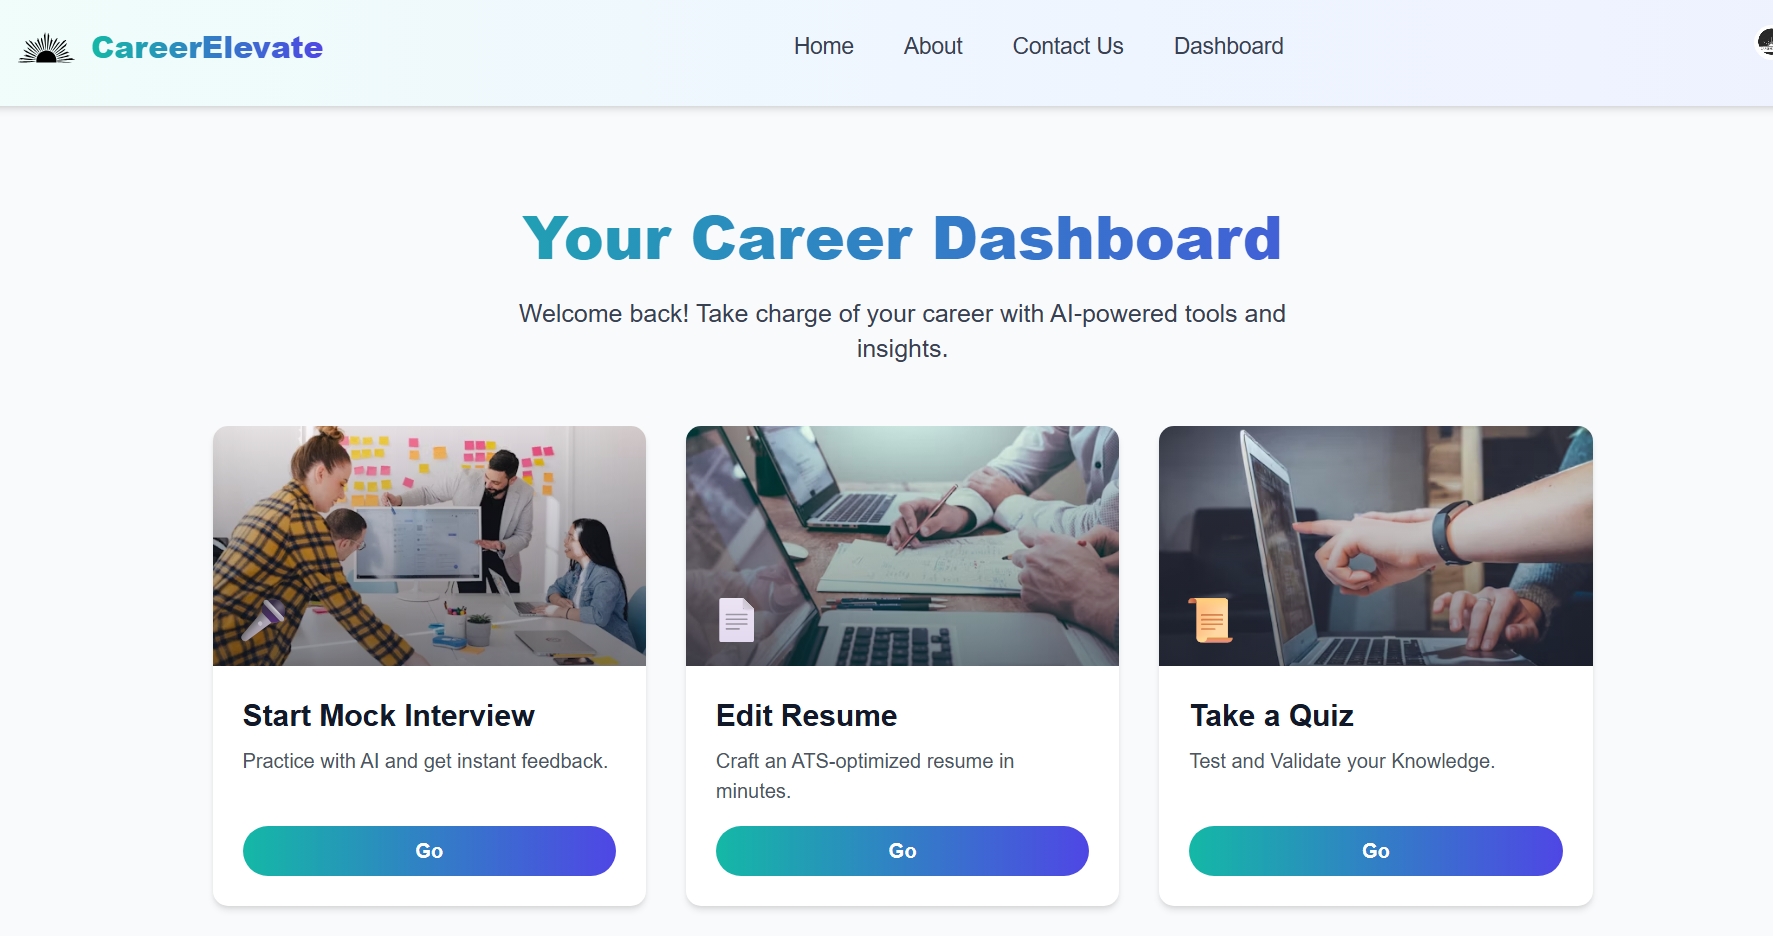 CareerElevate
Home
About
Contact Us
Dashboard
Your Career Dashboard
Welcome back! Take charge of your career with AI-powered tools and
insights.
Start Mock Interview
Practice with AI and get instant feedback.
Go
Edit Resume
Craft an ATS-optimized resume in
minutes.
Go
Take a Quiz
Test and Validate your Knowledge.
Go